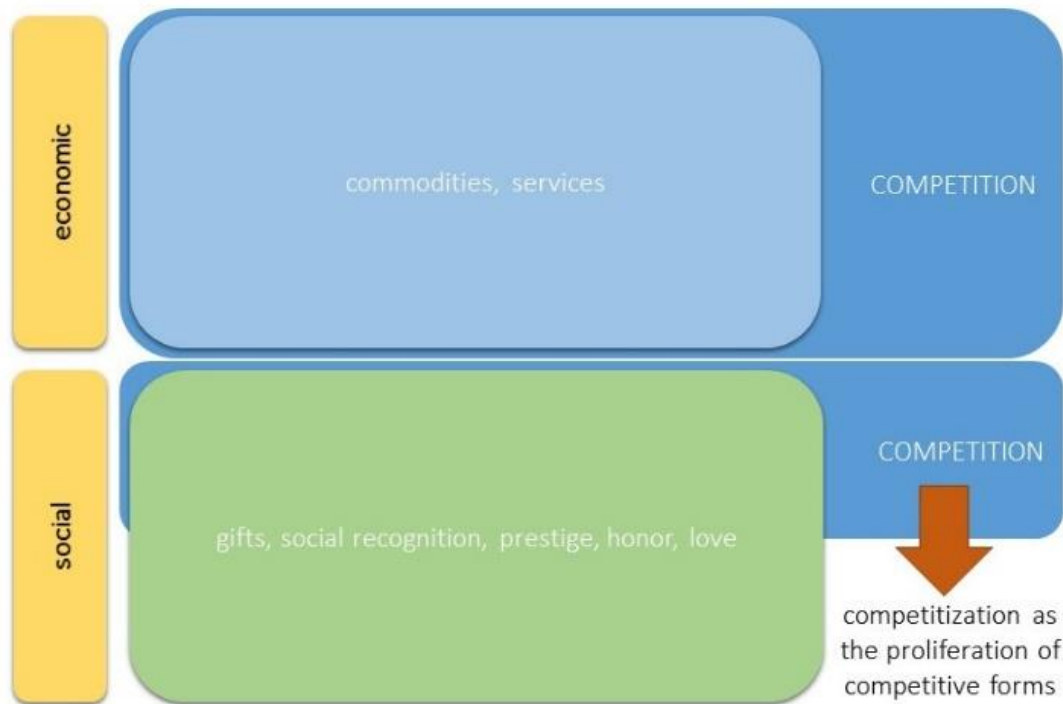 economic
commodities, services
COMPETITION
social
gifts, social recognition, prestige, honor, love
COMPETITION
competitization as
the proliferation of
competitive forms